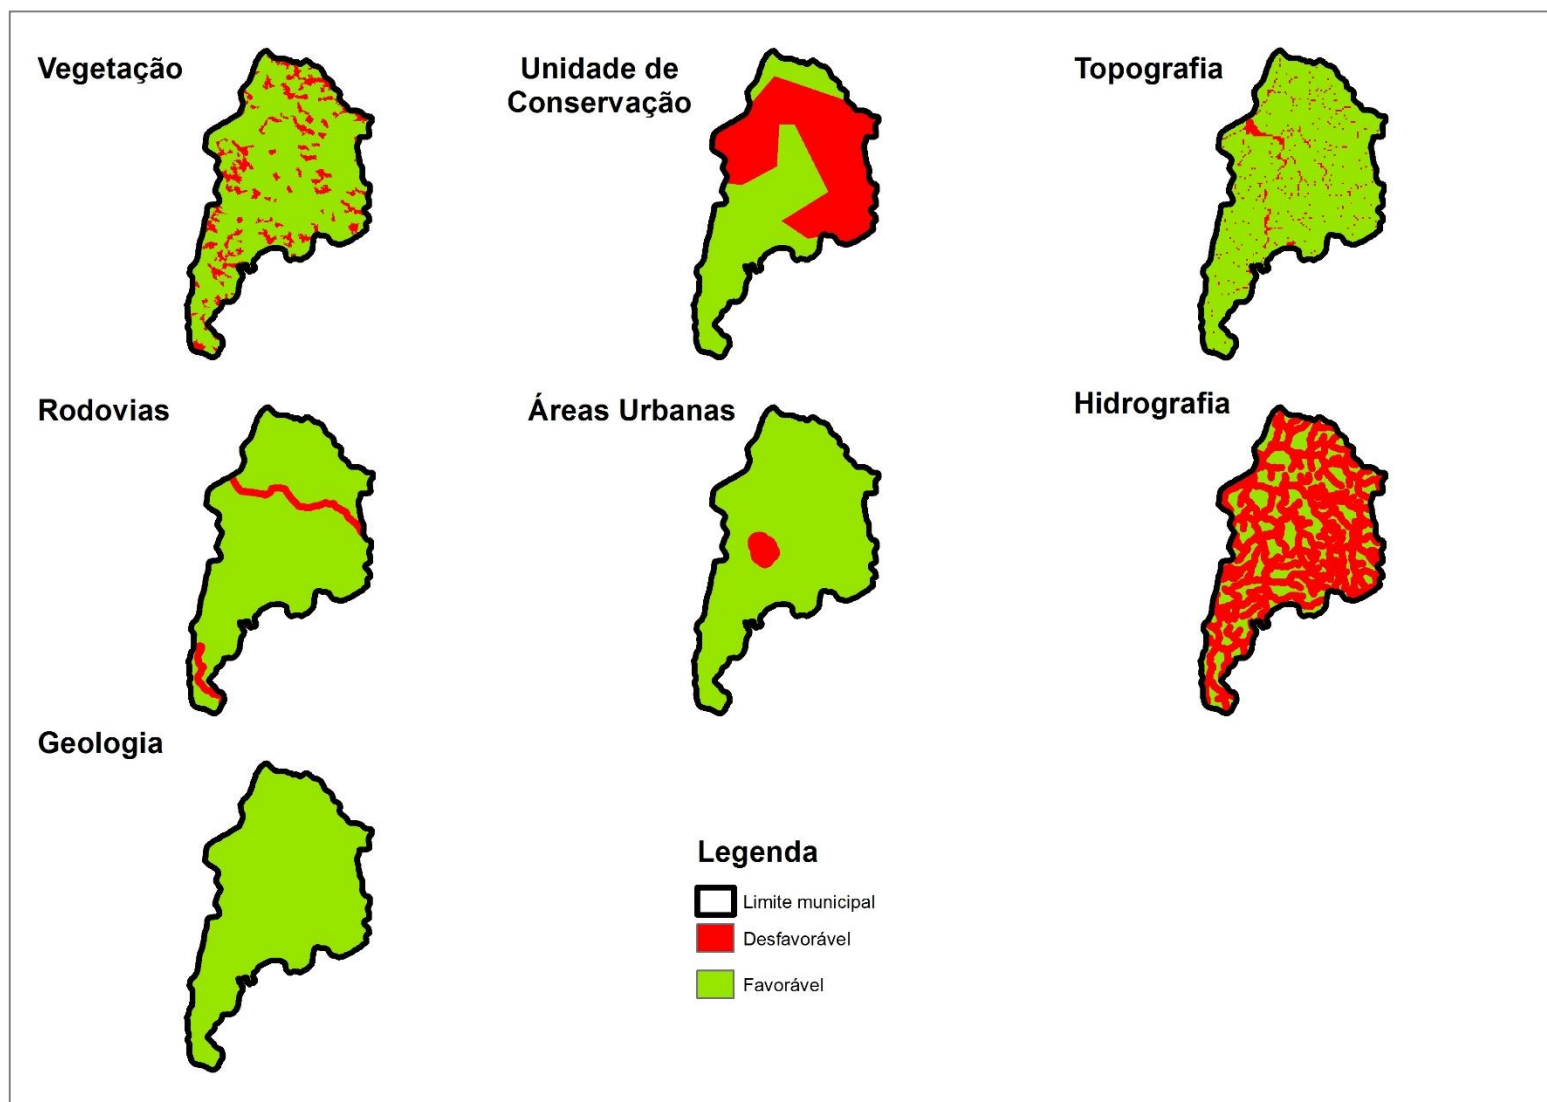 Vegetação
Unidade de
Conservação
Topografia
Rodovias
Áreas Urbanas
Hidrografia
Geologia
Legenda
Limite municipal
Desfavorável
Favorável